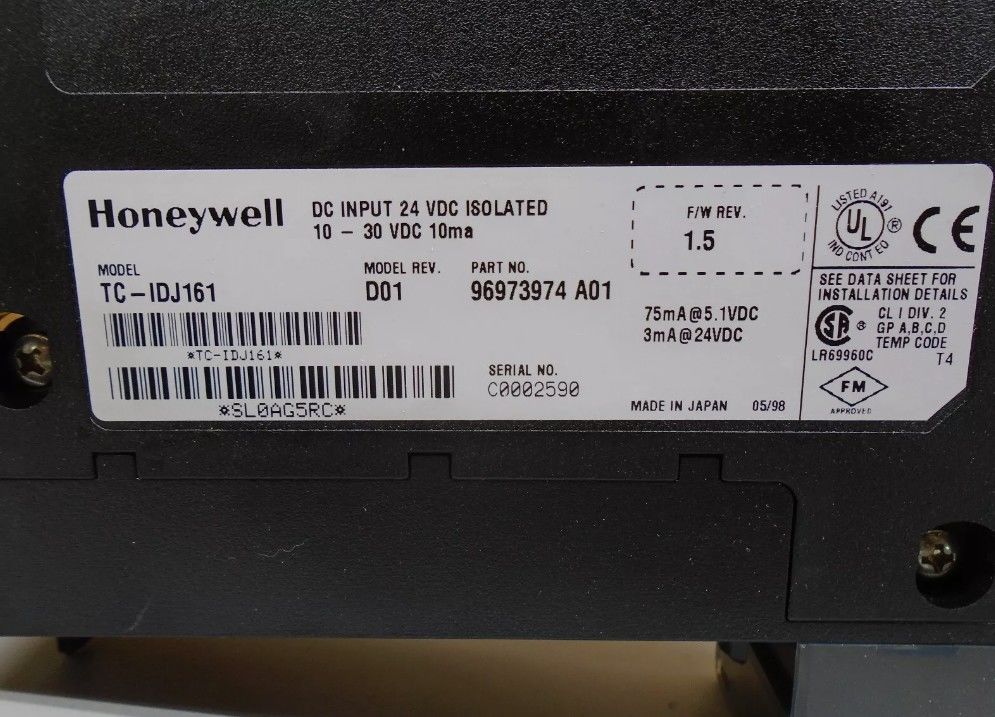 Honeywell
DC INPUT 24 VDC ISOLATED
10 - 30 VDC 10ma
MODEL
TC-IDJ161
MODEL REV.
D01
PART NO.
96973974 A01
*TC-IDJ161*
*SL0AG5RC*
SERIAL NO.
C0002590
F/W REV.
1.5
75mA@5.1VDC
3mA@24VDC
MADE IN JAPAN 05/98
LISTED A191
UL ®
IND CONT EQ
CE
SEE DATA SHEET FOR
INSTALLATION DETAILS
SA ®
CL I DIV. 2
GP A,B,C,D
TEMP CODE
T4
LR69960C
FM
APPROVED